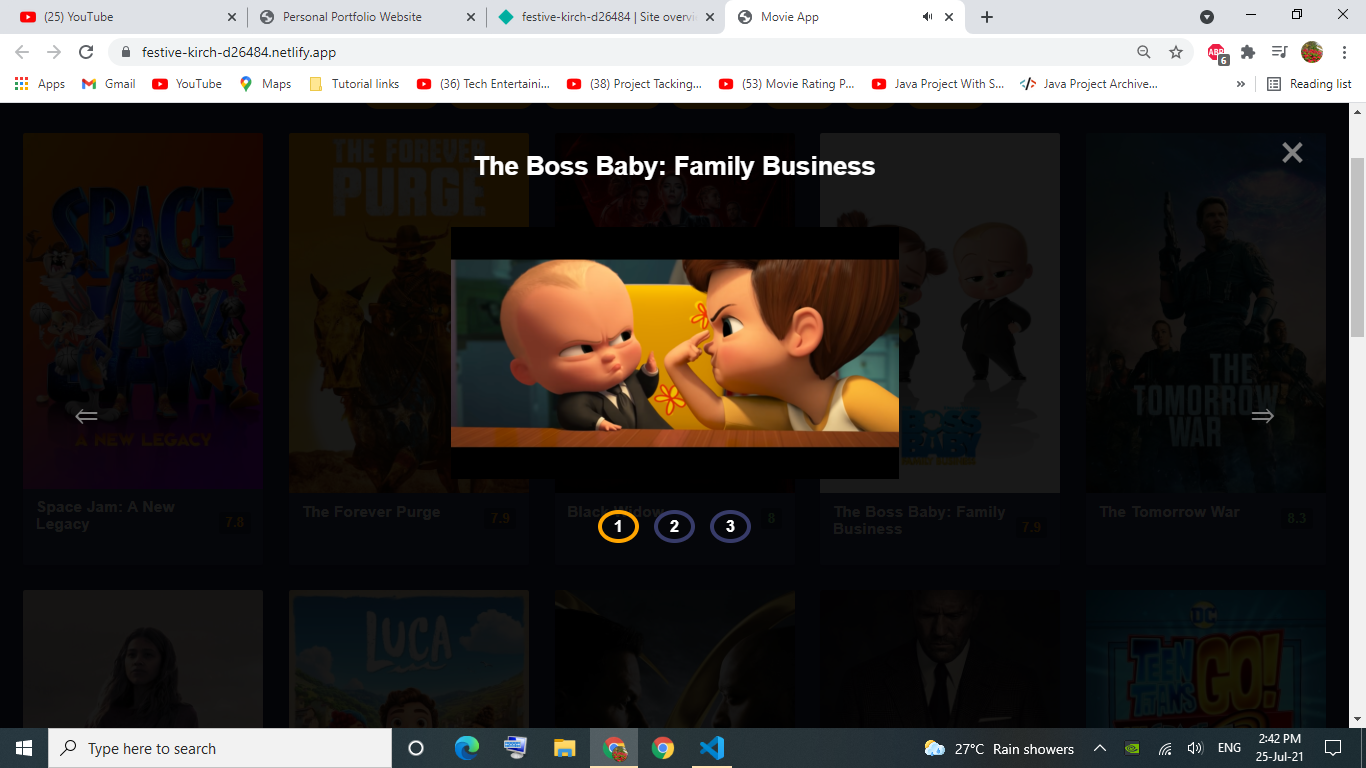 (25) YouTube
Personal Portfolio Website
festive-kirch-d26484 | Site overvi
Movie App
festive-kirch-d26484.netlify.app
ABP
6
Apps
Gmail
YouTube
Maps
Tutorial links
(36) Tech Entertaini...
(38) Project Tacking...
(53) Movie Rating P...
Java Project With S...
Java Project Archive...
»
Reading list
The Boss Baby: Family Business
SPACE
A NEW LEGACY
THE FOREVER
PURGE
BOSS
BABY
THE
TOMORROW
WAR
Space Jam: A New
Legacy
7.8
The Forever Purge
7.9
Black Widow
8
The Boss Baby: Family
Business
7.9
The Tomorrow War
8.3
1
2
3
LUCA
DC
TEEN
TITANS
GO!
Type here to search
27°C Rain showers
ENG
2:42 PM
25-Jul-21